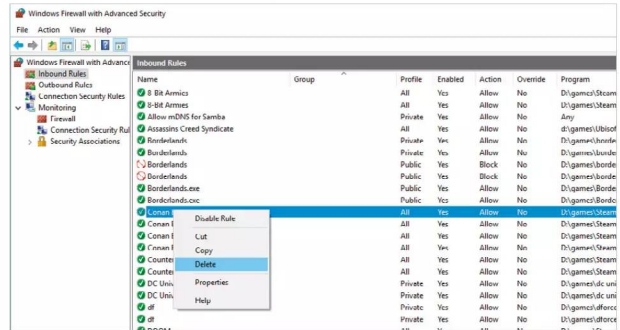 Windows Firewall with Advanced Security
File Action View Help
Windows Firewall with Advance
Inbound Rules
Outbound Rules
Connection Security Rules
Monitoring
Firewall
Connection Security Rul
Security Associations
Inbound Rules
Name Group Profile Enabled Action Override Program
8-Bit Armies All Yes Allow No D:\games\Steam
8-Bit Armies All Yes Allow No D:\games\Steam
Allow mDNS for Samba Private Yes Allow No Any
Assassins Creed Syndicate All Yes Allow No d:\games\Ubisof
Borderlands Private Yes Allow No D:\games\borde
Borderlands Private Yes Allow No D:\games\borde
Borderlands Public Yes Block No D:\games\borde
Borderlands Public Yes Block No D:\games\borde
Borderlands.exe Public Yes Allow No D:\games\Borde
Borderlands.exe Public Yes Allow No D:\games\Borde
Conan All Yes Allow No D:\games\Steam
Conan All Yes Allow No D:\games\Steam
Conan All Yes Allow No D:\games\Steam
Conan All Yes Allow No D:\games\Steam
Counter All Yes Allow No D:\games\Steam
Counter All Yes Allow No D:\games\Steam
DC Univ Private Yes Allow No D:\games\dc uni
DC Univ Private Yes Allow No D:\games\dc uni
df Private Yes Allow No D:\games\dforce
df Private Yes Allow No D:\games\dforce
Disable Rule
Cut
Copy
Delete
Properties
Help